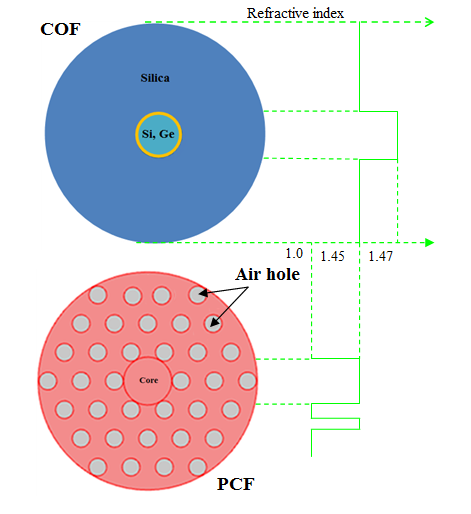 Refractive index
COF
Silica
Si, Ge
1.0
1.45
1.47
Air hole
Core
PCF